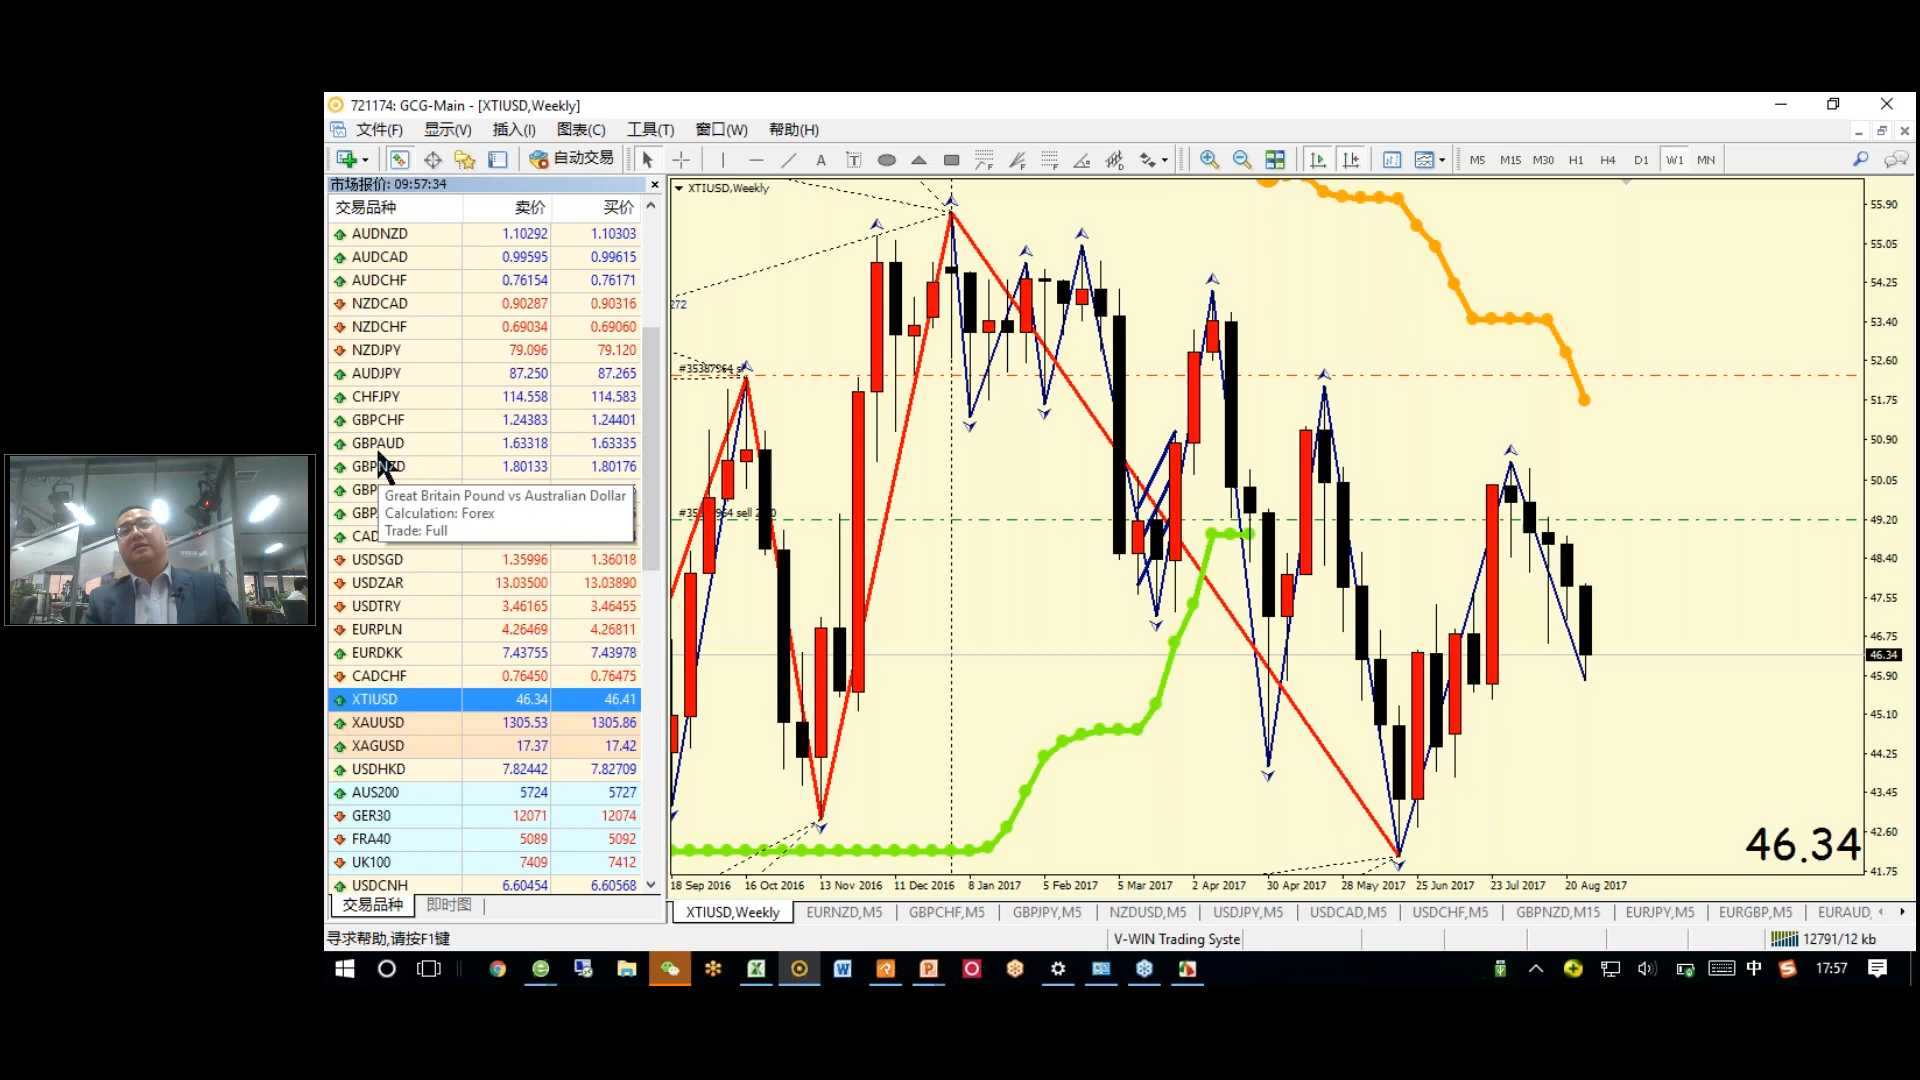 721174: GCG-Main - [XTIUSD,Weekly]
文件(F) 显示(V) 插入(I) 图表(C) 工具(T) 窗口(W) 帮助(H)
自动交易 A T M5 M15 M30 H1 H4 D1 W1 MN
市场报价: 09:57:34
交易品种 卖价 买价
AUDNZD 1.10292 1.10303
AUDCAD 0.99595 0.99615
AUDCHF 0.76154 0.76171
NZDCAD 0.90287 0.90316
NZDCHF 0.69034 0.69060
NZDJPY 79.096 79.120
AUDJPY 87.250 87.265
CHFJPY 114.558 114.583
GBPCHF 1.24383 1.24401
GBPAUD 1.63318 1.63335
GBPNZD 1.80133 1.80176
GBP
GBP
CAD
Great Britain Pound vs Australian Dollar
Calculation: Forex
Trade: Full
USDSGD 1.35996 1.36018
USDZAR 13.03500 13.03890
USDTRY 3.46165 3.46455
EURPLN 4.26469 4.26811
EURDKK 7.43755 7.43978
CADCHF 0.76450 0.76475
XTIUSD 46.34 46.41
XAUUSD 1305.53 1305.86
XAGUSD 17.37 17.42
USDHKD 7.82442 7.82709
AUS200 5724 5727
GER30 12071 12074
FRA40 5089 5092
UK100 7409 7412
USDCNH 6.60454 6.60568
交易品种 即时图
XTIUSD,Weekly
272
#35387964 s
55.90
55.05
54.25
53.40
52.60
51.75
50.90
50.05
49.20
48.40
47.55
46.75
46.34
45.90
45.10
44.25
43.45
42.60
41.75
46.34
18 Sep 2016 16 Oct 2016 13 Nov 2016 11 Dec 2016 8 Jan 2017 5 Feb 2017 5 Mar 2017 2 Apr 2017 30 Apr 2017 28 May 2017 25 Jun 2017 23 Jul 2017 20 Aug 2017
XTIUSD,Weekly EURNZD,M5 GBPCHF,M5 GBPJPY,M5 NZDUSD,M5 USDJPY,M5 USDCAD,M5 USDCHF,M5 GBPNZD,M15 EURJPY,M5 EURGBP,M5 EURAUD,
寻求帮助,请按F1键 V-WIN Trading Syste 12791/12 kb
中 17:57